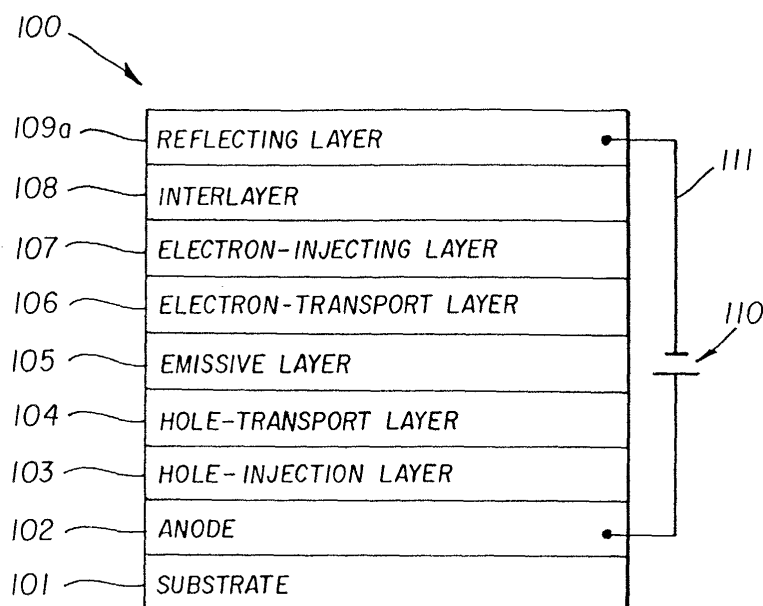 100
109a REFLECTING LAYER
108 INTERLAYER
111
107 ELECTRON-INJECTING LAYER
106 ELECTRON-TRANSPORT LAYER
110
105 EMISSIVE LAYER
104 HOLE-TRANSPORT LAYER
103 HOLE-INJECTION LAYER
102 ANODE
101 SUBSTRATE